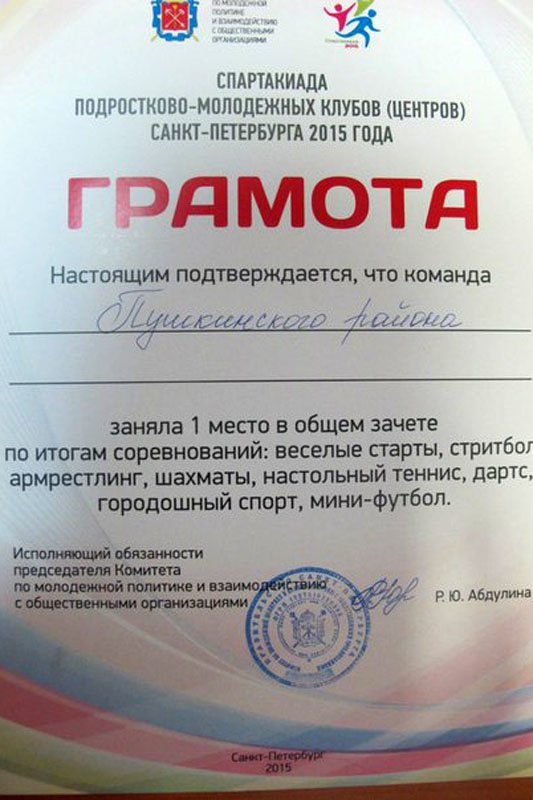 ПО МОЛОДЕЖНОЙ
ПОЛИТИКЕ
И ВЗАИМОДЕЙСТВИЮ
С ОБЩЕСТВЕННЫМИ
ОРГАНИЗАЦИЯМИ
СПАРТАКИАДА
ПОДРОСТКОВО-МОЛОДЕЖНЫХ КЛУБОВ (ЦЕНТРОВ)
САНКТ-ПЕТЕРБУРГА 2015 ГОДА
ГРАМОТА
Настоящим подтверждается, что команда
Пушкинского района
заняла 1 место в общем зачете
по итогам соревнований: веселые старты, стритбол
армрестлинг, шахматы, настольный теннис, дартс,
городошный спорт, мини-футбол.
Исполняющий обязанности
председателя Комитета
по молодежной политике и взаимодействию
с общественными организациями
Р. Ю. Абдулина
Санкт-Петербург
2015